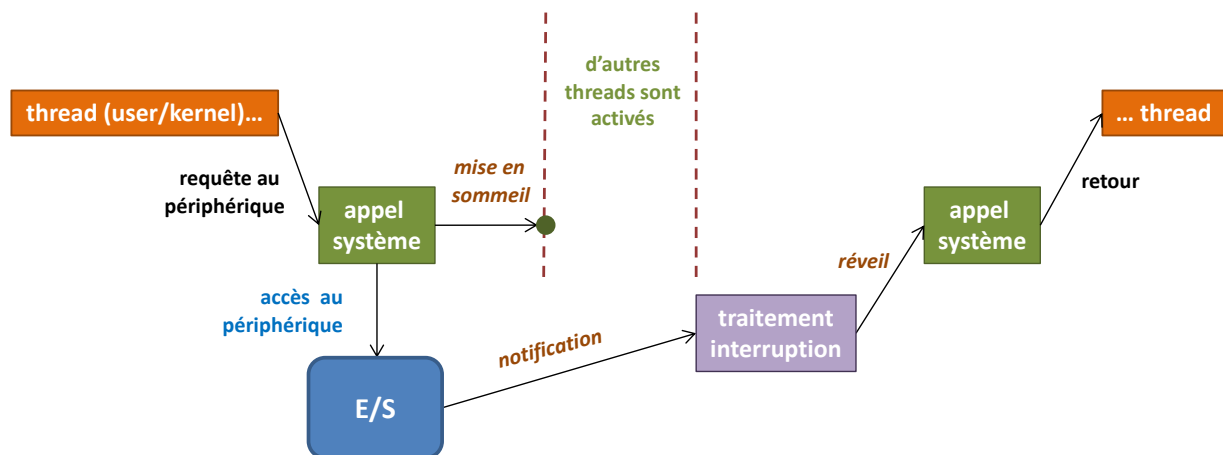 d'autres
threads sont
activés
thread (user/kernel)...
... thread
requête au
périphérique
mise en
sommeil
appel
système
appel
système
retour
réveil
accès au
périphérique
notification
traitement
interruption
E/S